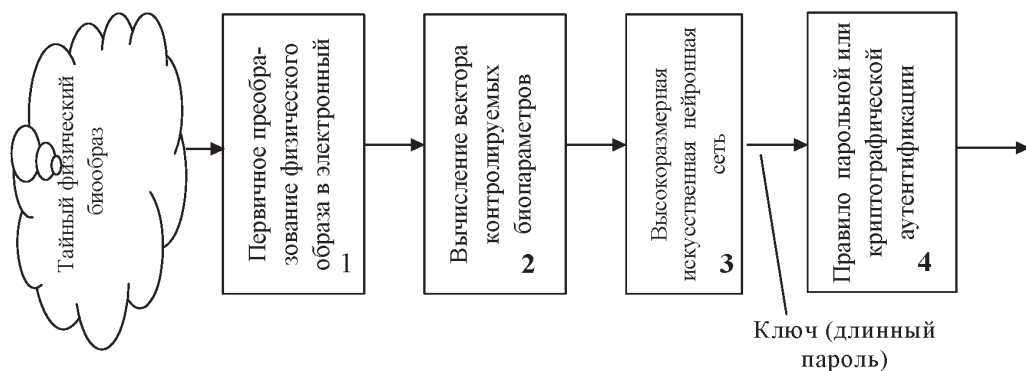 Тайный физический
биообраз
Первичное преобра-
зование физического
образа в электронный
1
Вычисление вектора
контролируемых
биопараметров
2
Высокоразмерная
искусственная нейронная
сеть
3
Правило парольной или
криптографической
аутентификации
4
Ключ (длинный
пароль)